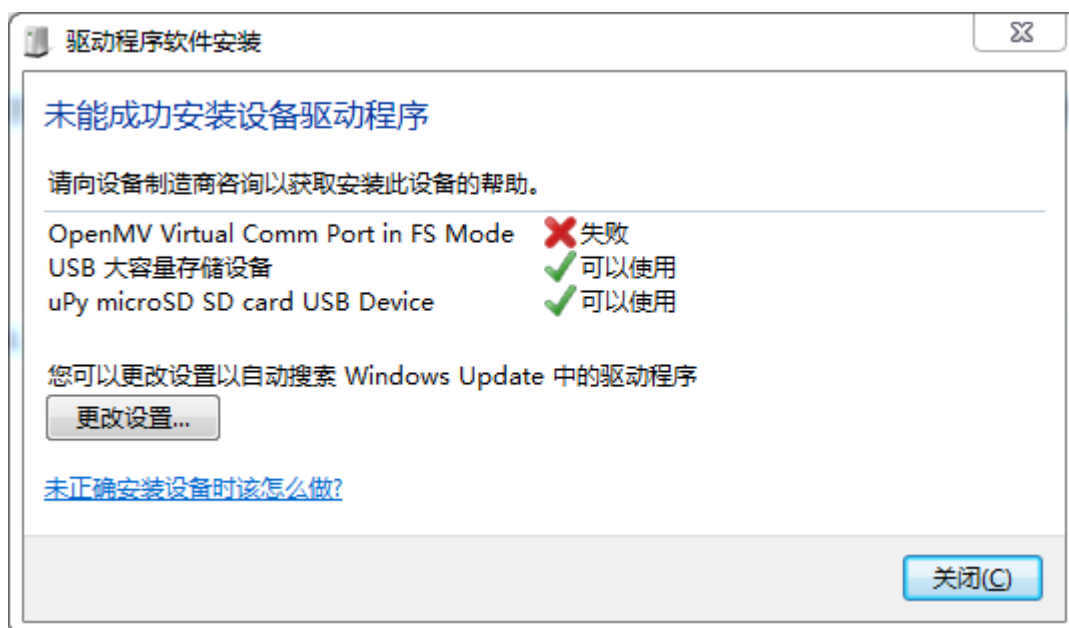 驱动程序软件安装
未能成功安装设备驱动程序
请向设备制造商咨询以获取安装此设备的帮助。
OpenMV Virtual Comm Port in FS Mode 失败
USB 大容量存储设备 可以使用
uPy microSD SD card USB Device 可以使用
您可以更改设置以自动搜索 Windows Update 中的驱动程序
更改设置...
未正确安装设备时该怎么做?
关闭(C)